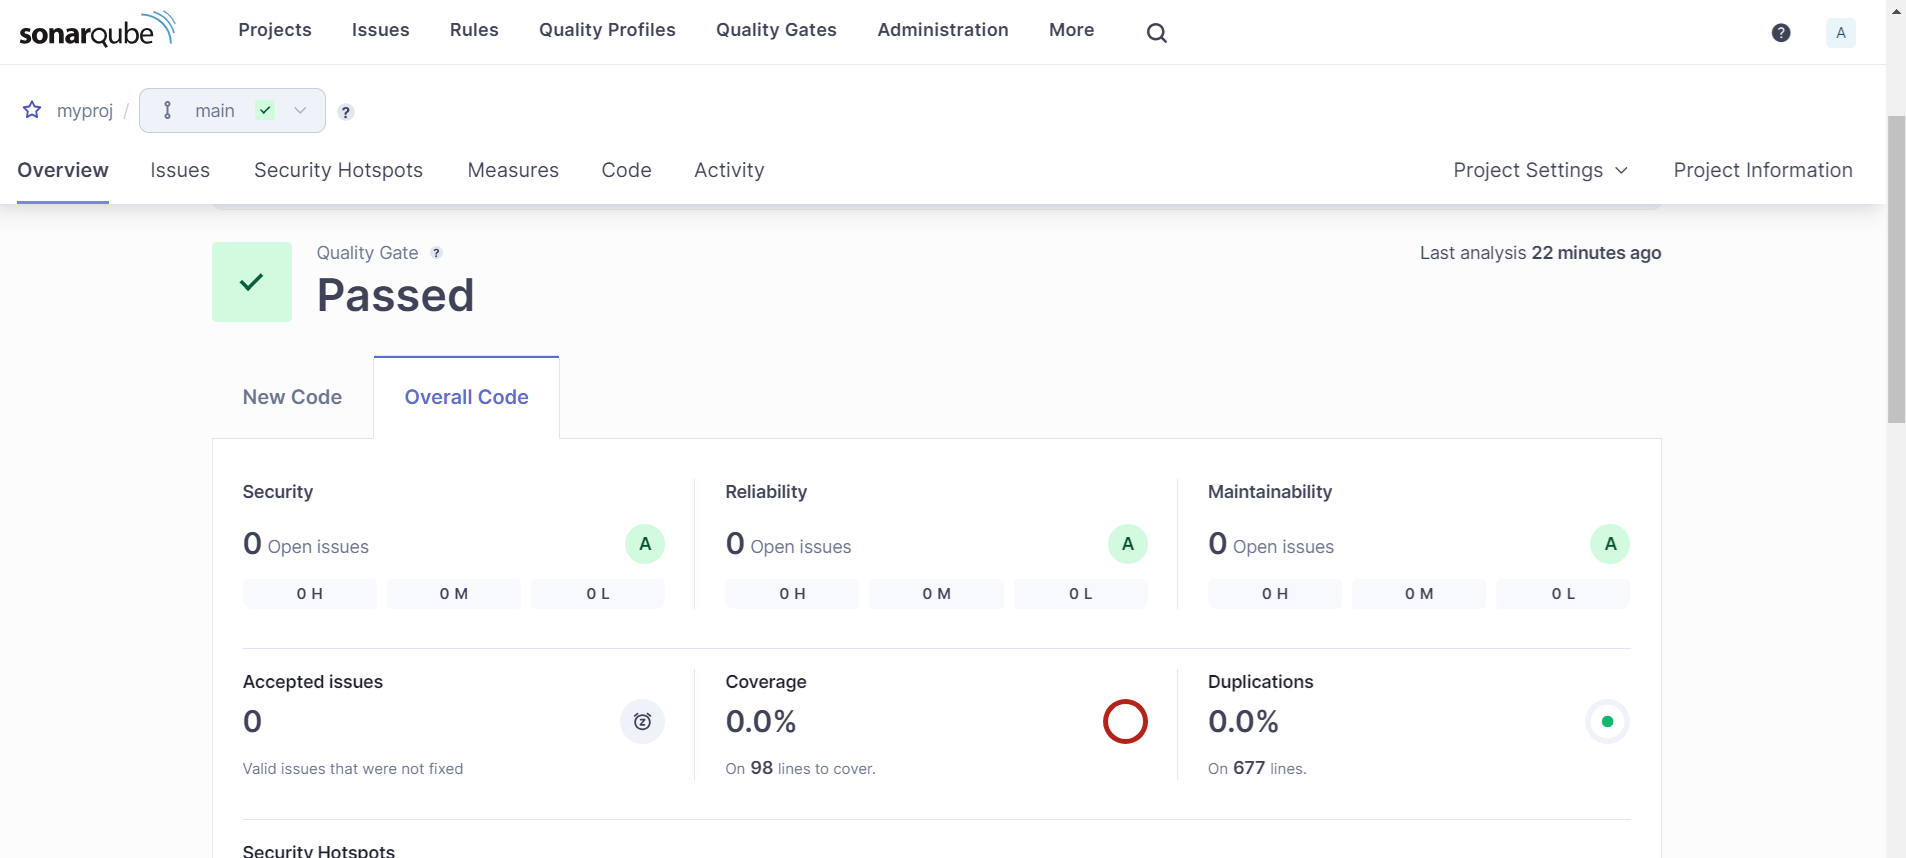 sonarqube Projects Issues Rules Quality Profiles Quality Gates Administration More ? A
myproj / main ?
Overview Issues Security Hotspots Measures Code Activity Project Settings Project Information
Quality Gate ? Last analysis 22 minutes ago
Passed
New Code Overall Code
Security Reliability Maintainability
0 Open issues A 0 Open issues A 0 Open issues A
0 H 0 M 0 L 0 H 0 M 0 L 0 H 0 M 0 L
Accepted issues Coverage Duplications
0 0.0% 0.0%
Valid issues that were not fixed On 98 lines to cover. On 677 lines.
Security Hotspots